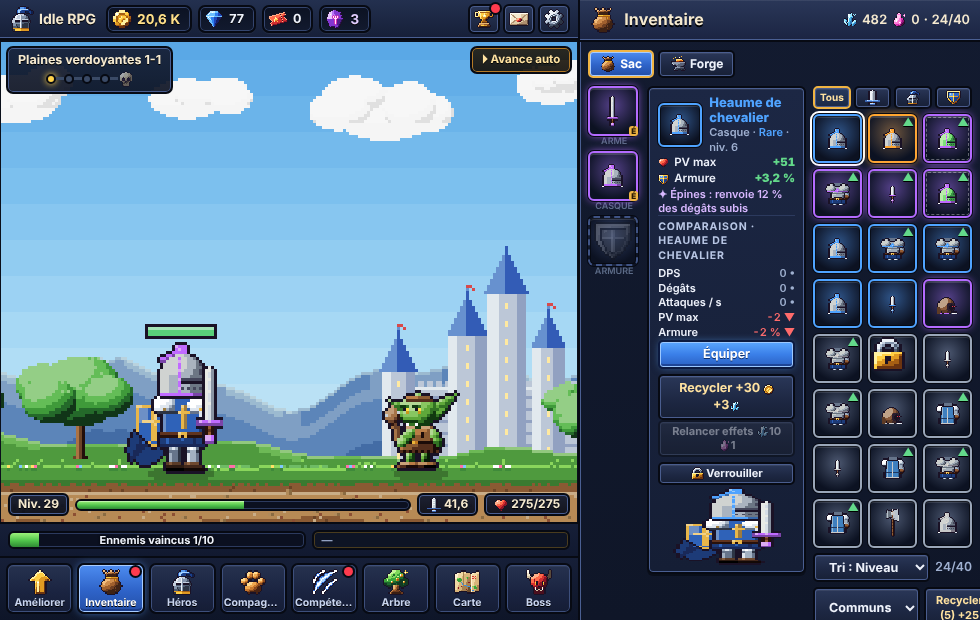 Idle RPG
20,6 K
77
0
3
Inventaire
482
0 · 24/40
Plaines verdoyantes 1-1
Avance auto
Sac
Forge
E
ARME
E
CASQUE
ARMURE
Heaume de
chevalier
Casque · Rare ·
niv. 6
PV max +51
Armure +3,2 %
✦ Épines : renvoie 12 %
des dégâts subis
COMPARAISON ·
HEAUME DE
CHEVALIER
DPS 0 •
Dégâts 0 •
Attaques / s 0 •
PV max -2 ▼
Armure -2 % ▼
Équiper
Recycler +30
+3
Relancer effets 10
1
Verrouiller
Tous
Tri : Niveau
24/40
Communs
Recycler
(5) +25
Niv. 29
41,6
275/275
Ennemis vaincus 1/10
—
Améliorer
Inventaire
Héros
Compag...
Compéte...
Arbre
Carte
Boss